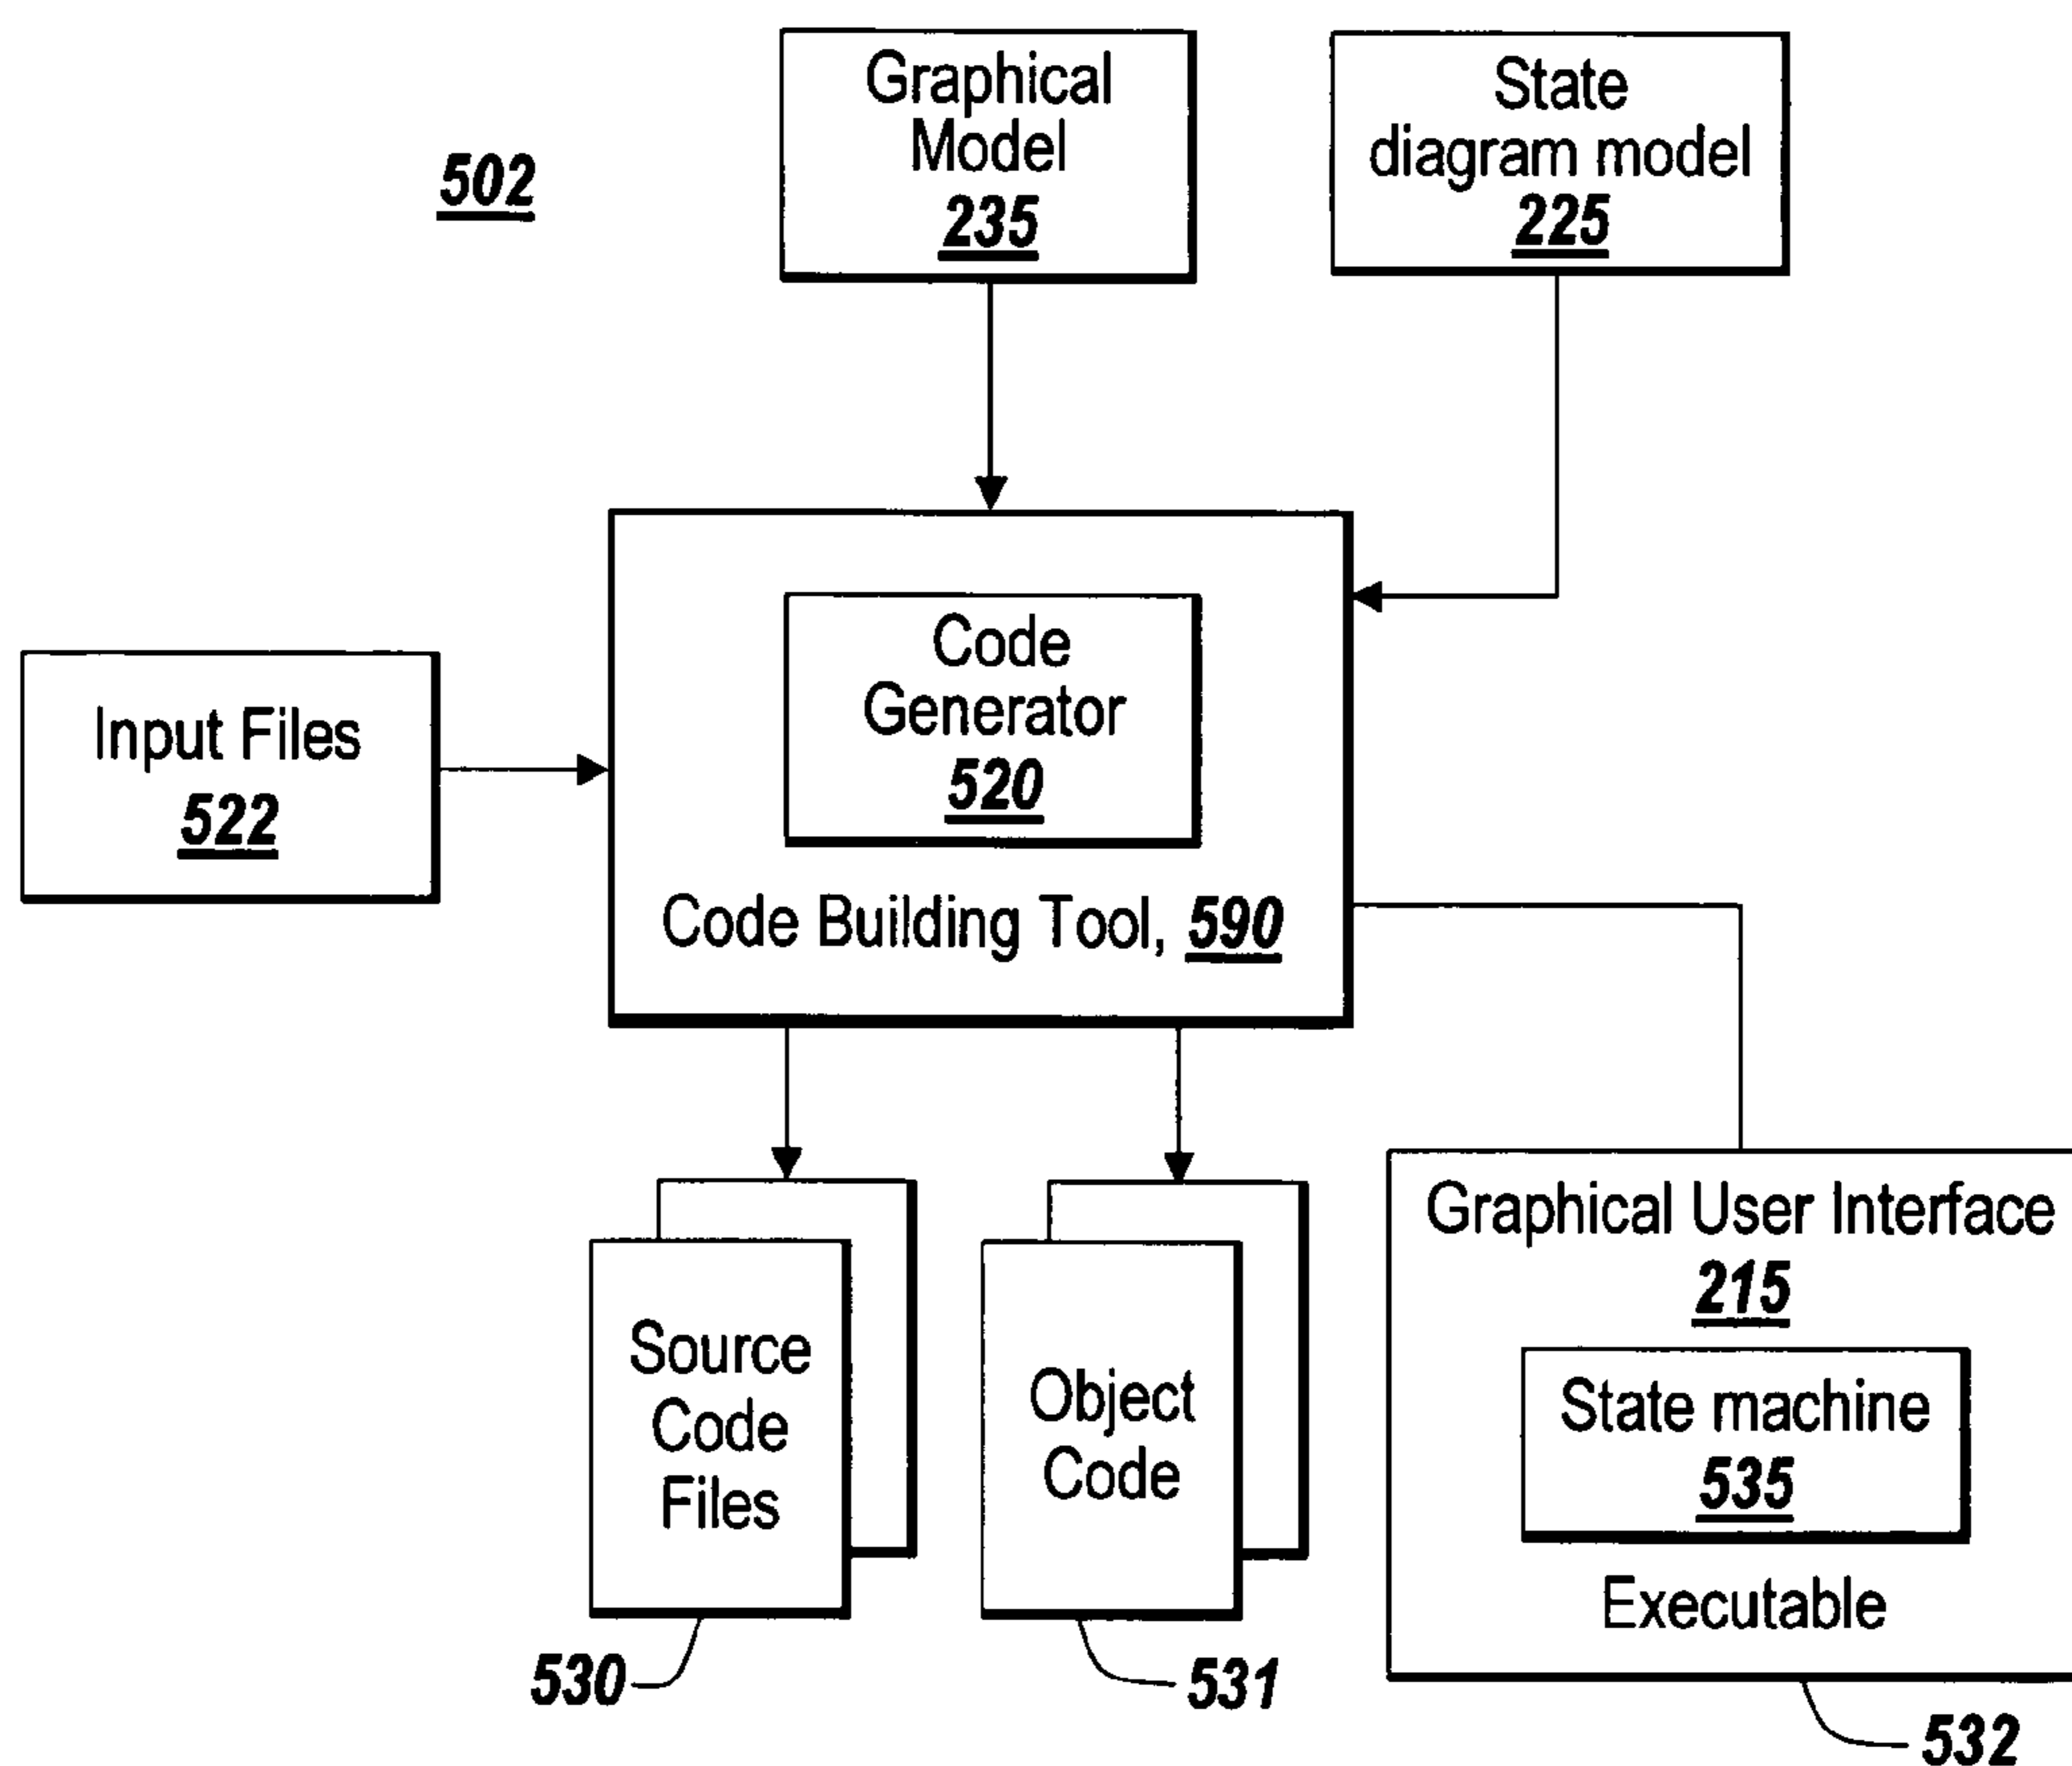 Graphical
Model
235
State
diagram model
225
502
Code
Generator
520
Input Files
522
Code Building Tool, 590
Graphical User Interface
215
Source
Code
Files
Object
Code
State machine
535
Executable
530
531
532